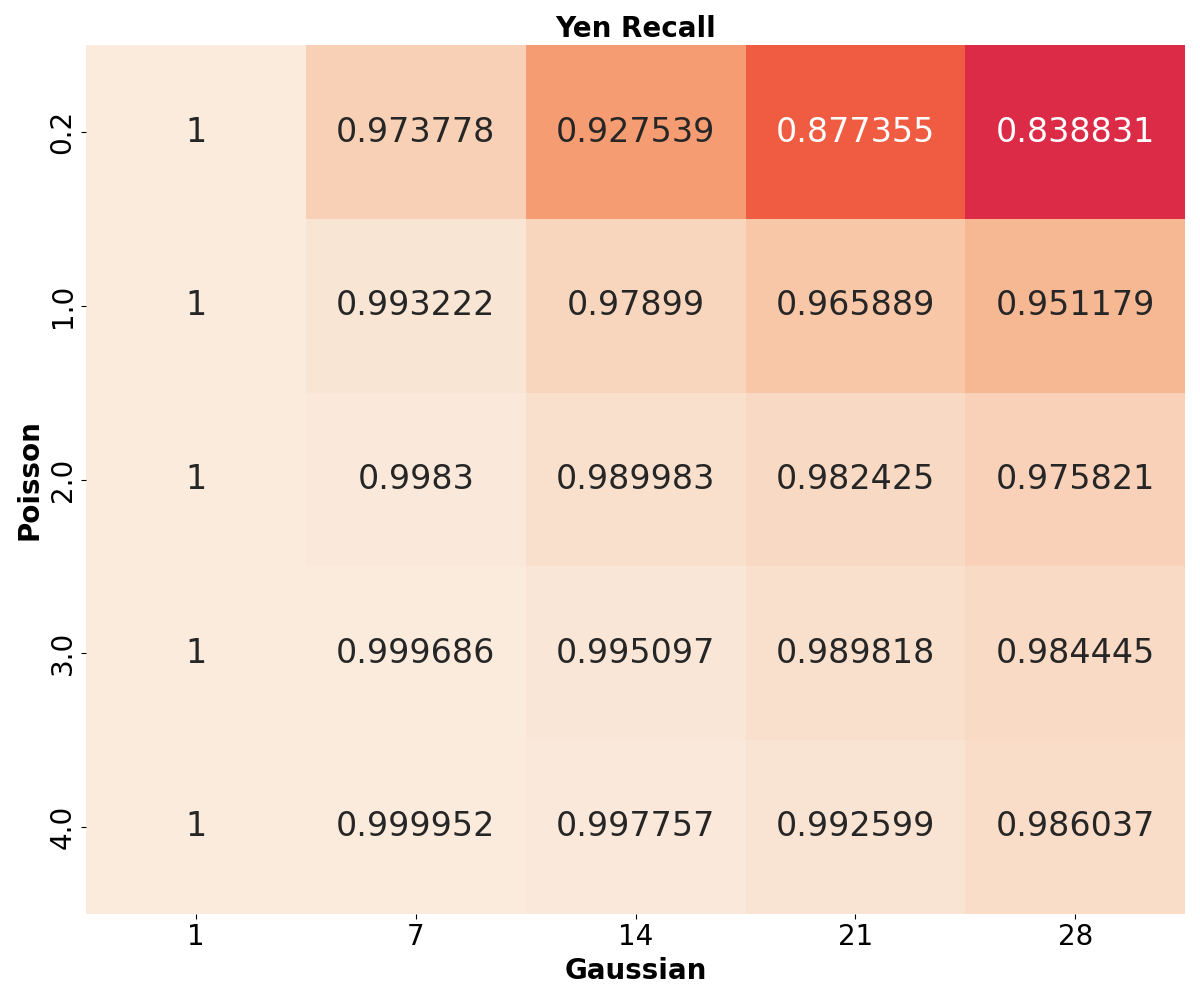 Yen Recall
0.2 1 0.973778 0.927539 0.877355 0.838831
1.0 1 0.993222 0.97899 0.965889 0.951179
2.0 1 0.9983 0.989983 0.982425 0.975821
3.0 1 0.999686 0.995097 0.989818 0.984445
4.0 1 0.999952 0.997757 0.992599 0.986037
Poisson
1 7 14 21 28
Gaussian